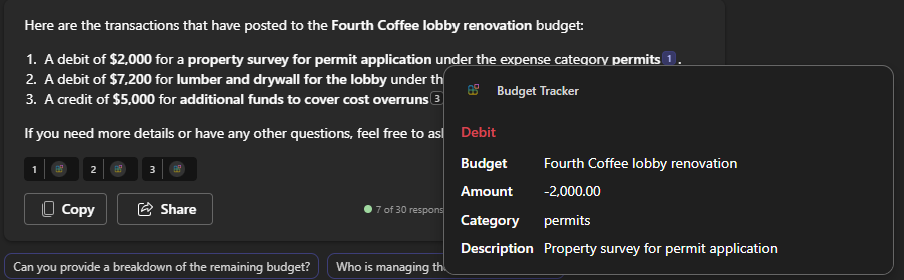 Here are the transactions that have posted to the Fourth Coffee lobby renovation budget:
1. A debit of $2,000 for a property survey for permit application under the expense category permits 1 .
2. A debit of $7,200 for lumber and drywall for the lobby under th
3. A credit of $5,000 for additional funds to cover cost overruns 3
If you need more details or have any other questions, feel free to as
1 2 3
Copy Share
7 of 30 respons
Can you provide a breakdown of the remaining budget? Who is managing th
Budget Tracker
Debit
Budget Fourth Coffee lobby renovation
Amount -2,000.00
Category permits
Description Property survey for permit application